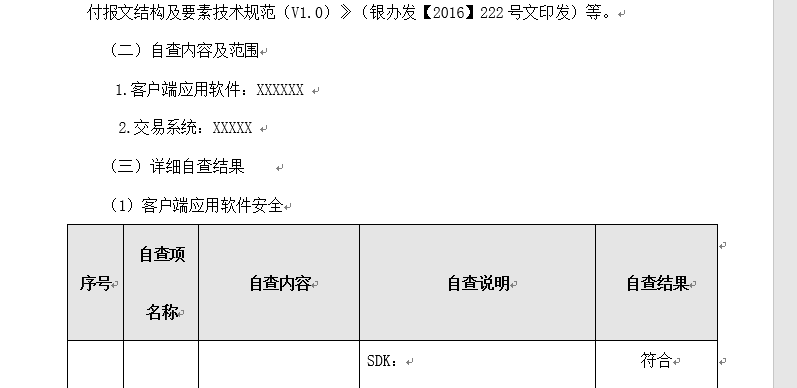 付报文结构及要素技术规范（V1.0）》（银办发【2016】222 号文印发）等。
（二）自查内容及范围
1.客户端应用软件：XXXXXX
2.交易系统：XXXXX
（三）详细自查结果
（1）客户端应用软件安全
序号 自查项名称 自查内容 自查说明 自查结果
SDK： 符合